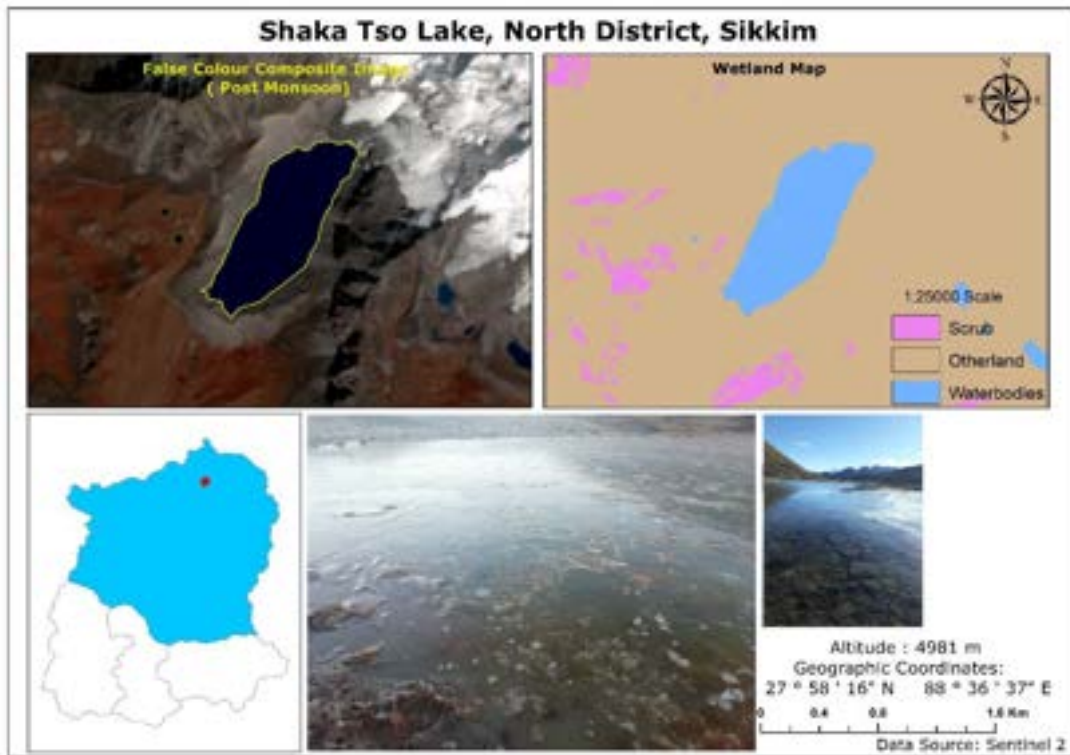 Shaka Tso Lake, North District, Sikkim
False Colour Composite Image
( Post Monsoon)
Wetland Map
N
W
E
S
1:25000 Scale
Scrub
Otherland
Waterbodies
Altitude : 4981 m
Geographic Coordinates:
27 ° 58 ' 16" N 88 ° 36 ' 37" E
0 0.4 0.8 1.6 Km
Data Source: Sentinel 2